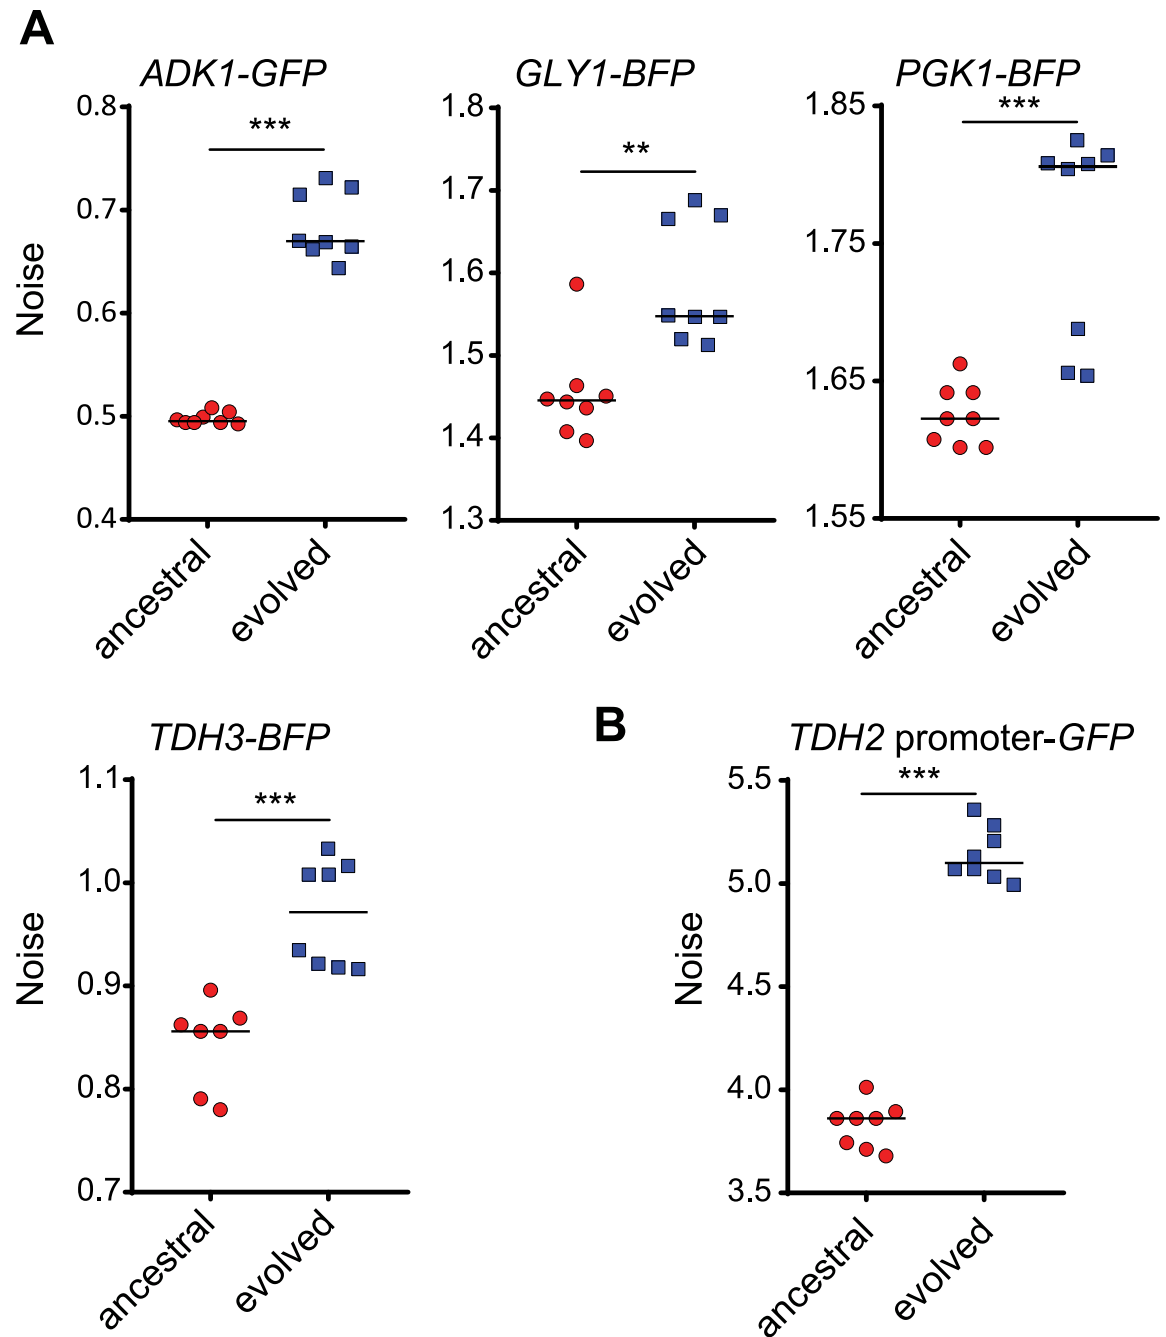 A
ADK1-GFP
GLY1-BFP
PGK1-BFP
0.8
0.7
0.6
0.5
0.4
Noise
***
ancestral
evolved
1.8
1.7
1.6
1.5
1.4
1.3
**
ancestral
evolved
1.85
1.75
1.65
1.55
***
ancestral
evolved
TDH3-BFP
1.1
1.0
0.9
0.8
0.7
Noise
***
ancestral
evolved
B
TDH2 promoter-GFP
5.5
5.0
4.5
4.0
3.5
Noise
***
ancestral
evolved